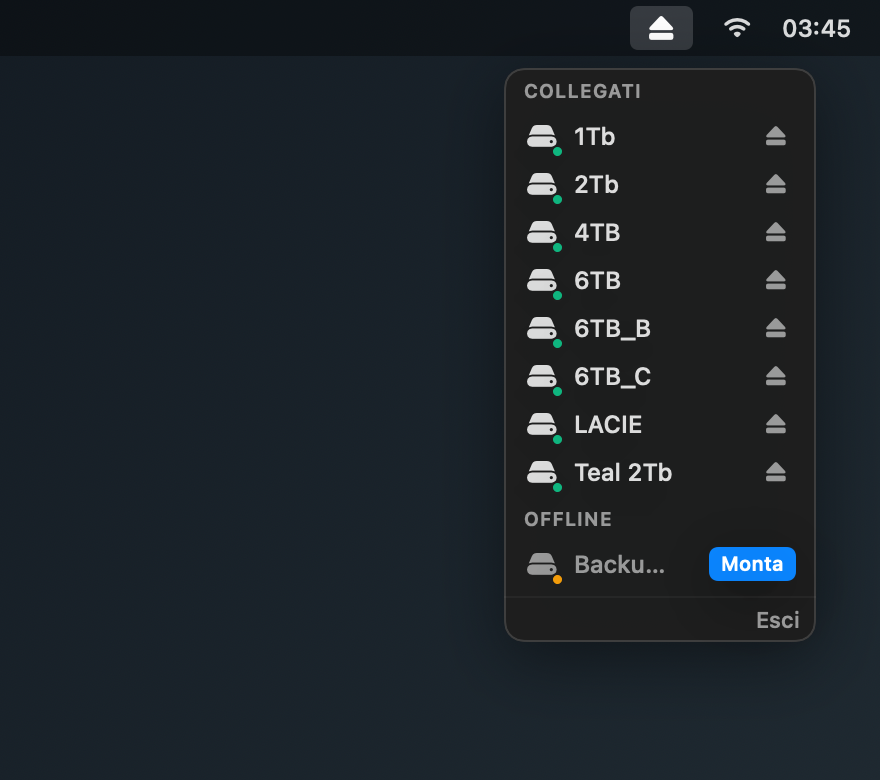 03:45
COLLEGATI
1Tb
2Tb
4TB
6TB
6TB_B
6TB_C
LACIE
Teal 2Tb
OFFLINE
Backu... Monta
Esci